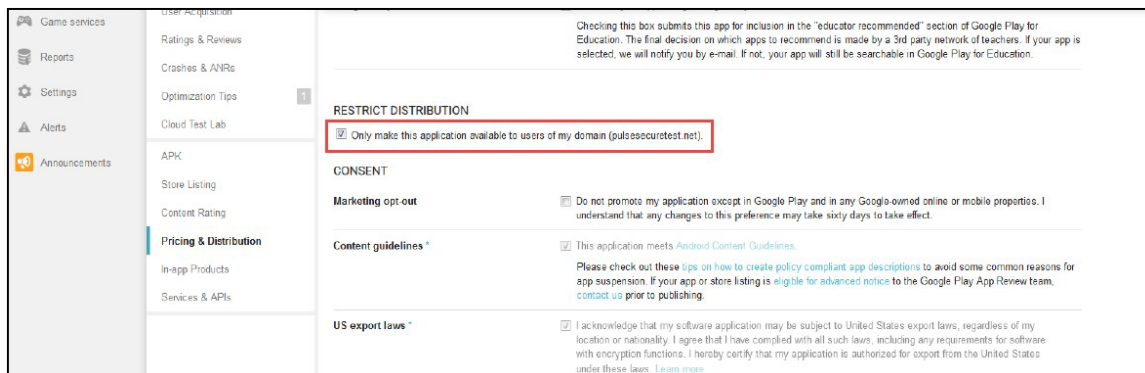 Game services
Reports
Settings
Alerts
Announcements
User Acquisition
Ratings & Reviews
Crashes & ANRs
Optimization Tips 1
Cloud Test Lab
APK
Store Listing
Content Rating
Pricing & Distribution
In-app Products
Services & APIs
Checking this box submits this app for inclusion in the "educator recommended" section of Google Play for
Education. The final decision on which apps to recommend is made by a 3rd party network of teachers. If your app is
selected, we will notify you by e-mail. If not, your app will still be searchable in Google Play for Education.
RESTRICT DISTRIBUTION
Only make this application available to users of my domain (pulsesecuretest.net).
CONSENT
Marketing opt-out
Do not promote my application except in Google Play and in any Google-owned online or mobile properties. I
understand that any changes to this preference may take sixty days to take effect.
Content guidelines *
This application meets Android Content Guidelines.
Please check out these tips on how to create policy compliant app descriptions to avoid some common reasons for
app suspension. If your app or store listing is eligible for advanced notice to the Google Play App Review team,
contact us prior to publishing.
US export laws *
I acknowledge that my software application may be subject to United States export laws, regardless of my
location or nationality. I agree that I have complied with all such laws, including any requirements for software
with encryption functions. I hereby certify that my application is authorized for export from the United States
under these laws. Learn more